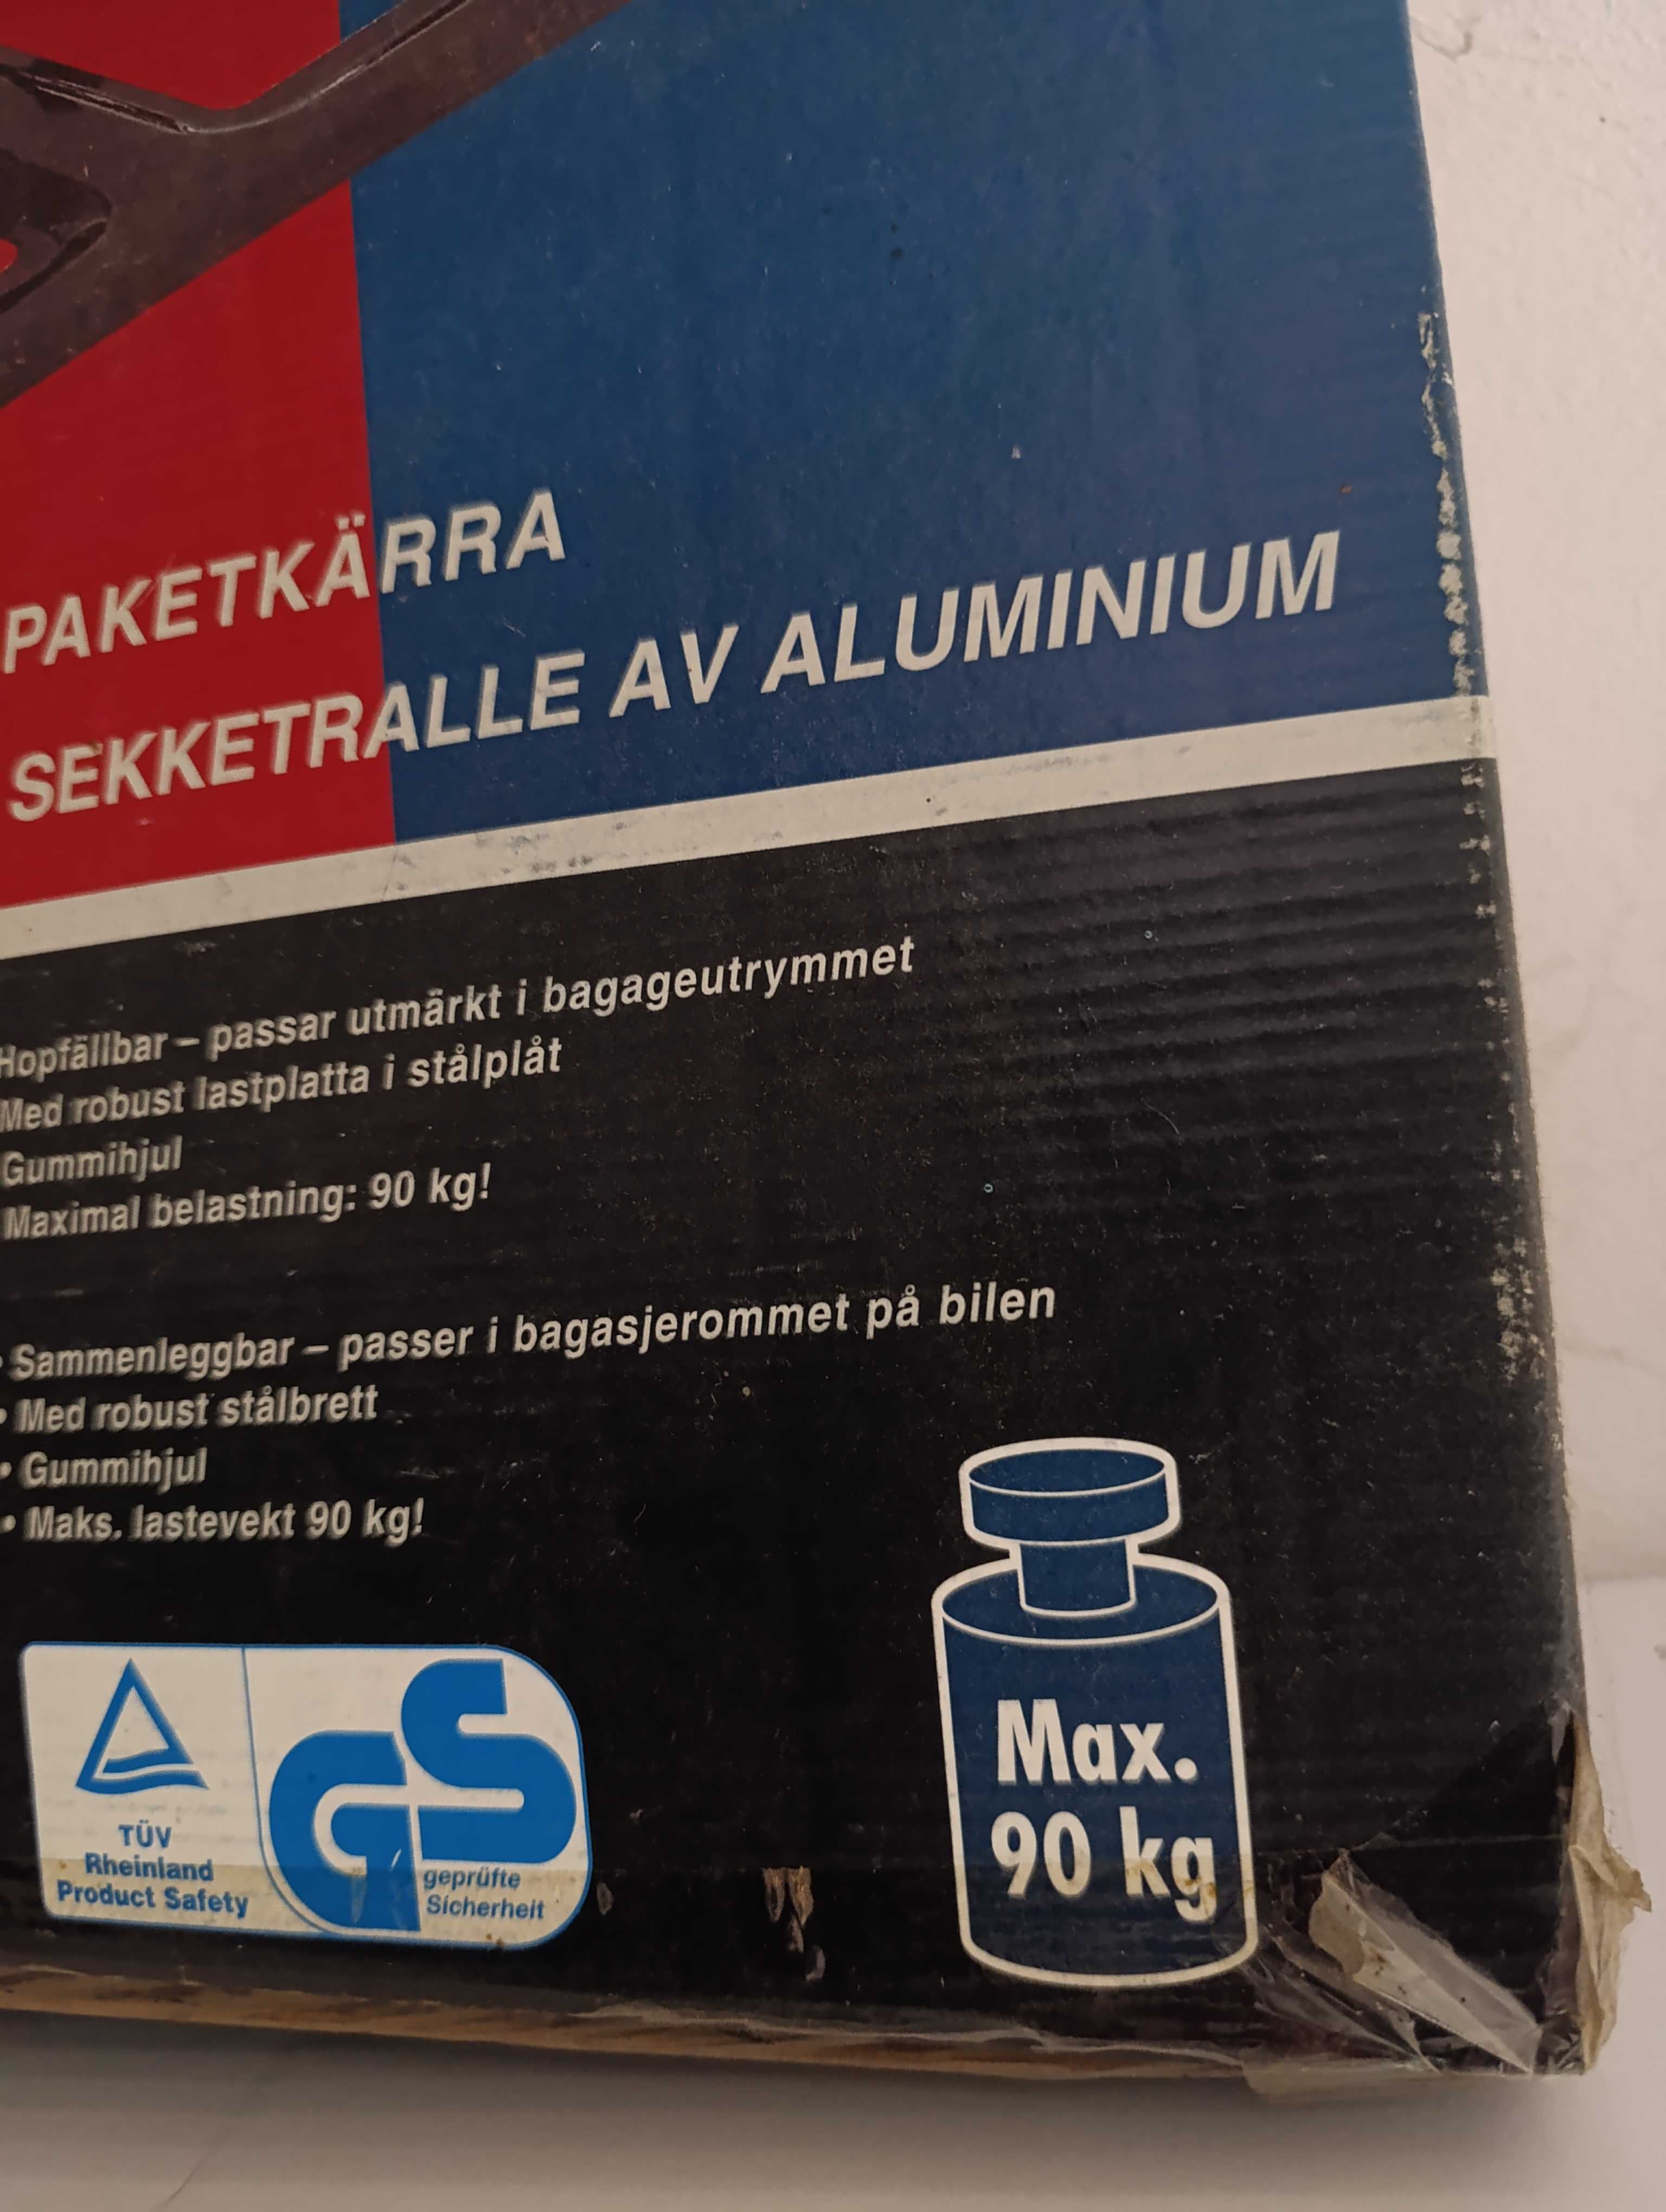 PAKETKÄRRA
SEKKETRALLE AV ALUMINIUM
Hopfällbar – passar utmärkt i bagageutrymmet
Med robust lastplatta i stålplåt
Gummihjul
Maximal belastning: 90 kg!
• Sammenleggbar – passer i bagasjerommet på bilen
• Med robust stålbrett
• Gummihjul
• Maks. lastevekt 90 kg!
TÜV
Rheinland
Product Safety
GS
geprüfte
Sicherheit
Max.
90 kg